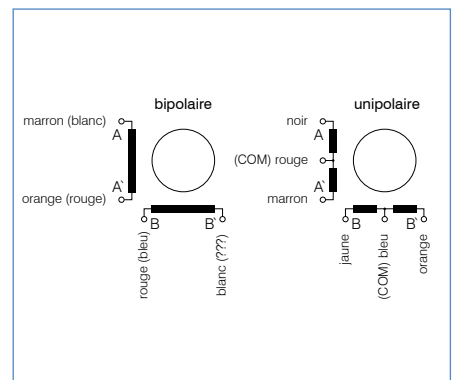 bipolaire
marron (blanc)
A
A`
orange (rouge)
B
B`
rouge (bleu)
blanc (???)
unipolaire
noir
A
(COM) rouge
A`
marron
B
B`
jaune
(COM) bleu
orange